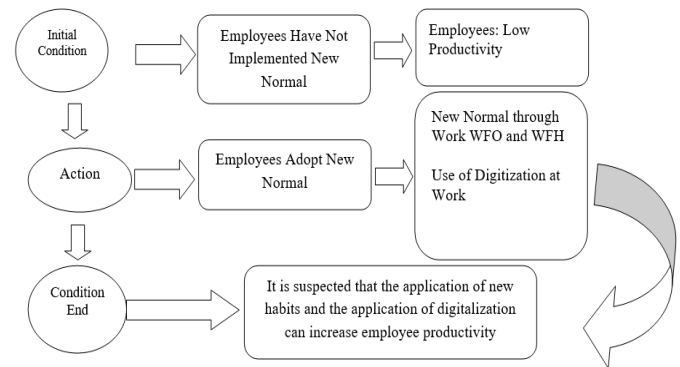 Initial
Condition
Employees Have Not
Implemented New
Normal
Employees: Low
Productivity
Action
Employees Adopt New
Normal
New Normal through
Work WFO and WFH
Use of Digitization at
Work
Condition
End
It is suspected that the application of new
habits and the application of digitalization
can increase employee productivity